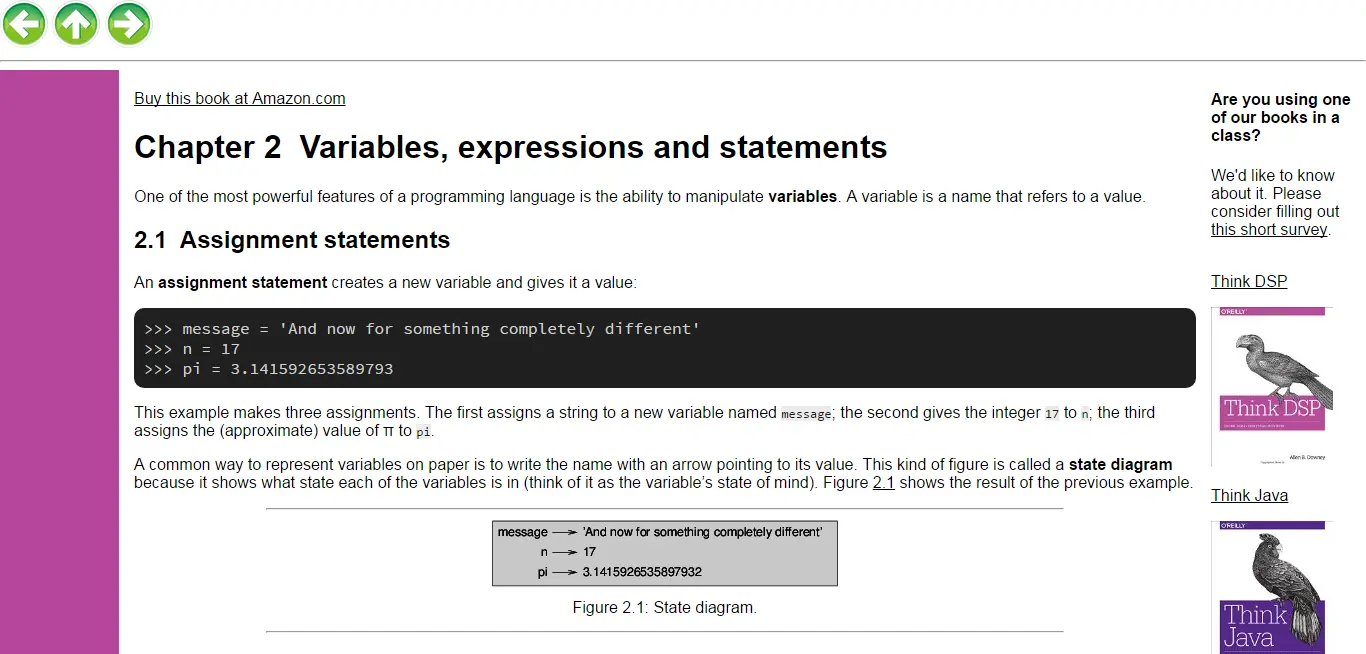 Buy this book at Amazon.com
Chapter 2  Variables, expressions and statements
One of the most powerful features of a programming language is the ability to manipulate variables. A variable is a name that refers to a value.
2.1  Assignment statements
An assignment statement creates a new variable and gives it a value:
>>> message = 'And now for something completely different'
>>> n = 17
>>> pi = 3.141592653589793
This example makes three assignments. The first assigns a string to a new variable named message; the second gives the integer 17 to n; the third
assigns the (approximate) value of π to pi.
A common way to represent variables on paper is to write the name with an arrow pointing to its value. This kind of figure is called a state diagram
because it shows what state each of the variables is in (think of it as the variable’s state of mind). Figure 2.1 shows the result of the previous example.
message ⟶ 'And now for something completely different'
n ⟶ 17
pi ⟶ 3.1415926535897932
Figure 2.1: State diagram.
Are you using one
of our books in a
class?
We'd like to know
about it. Please
consider filling out
this short survey.
Think DSP
O'REILLY
Think DSP
Allen B. Downey
Think Java
O'REILLY
Think
Java